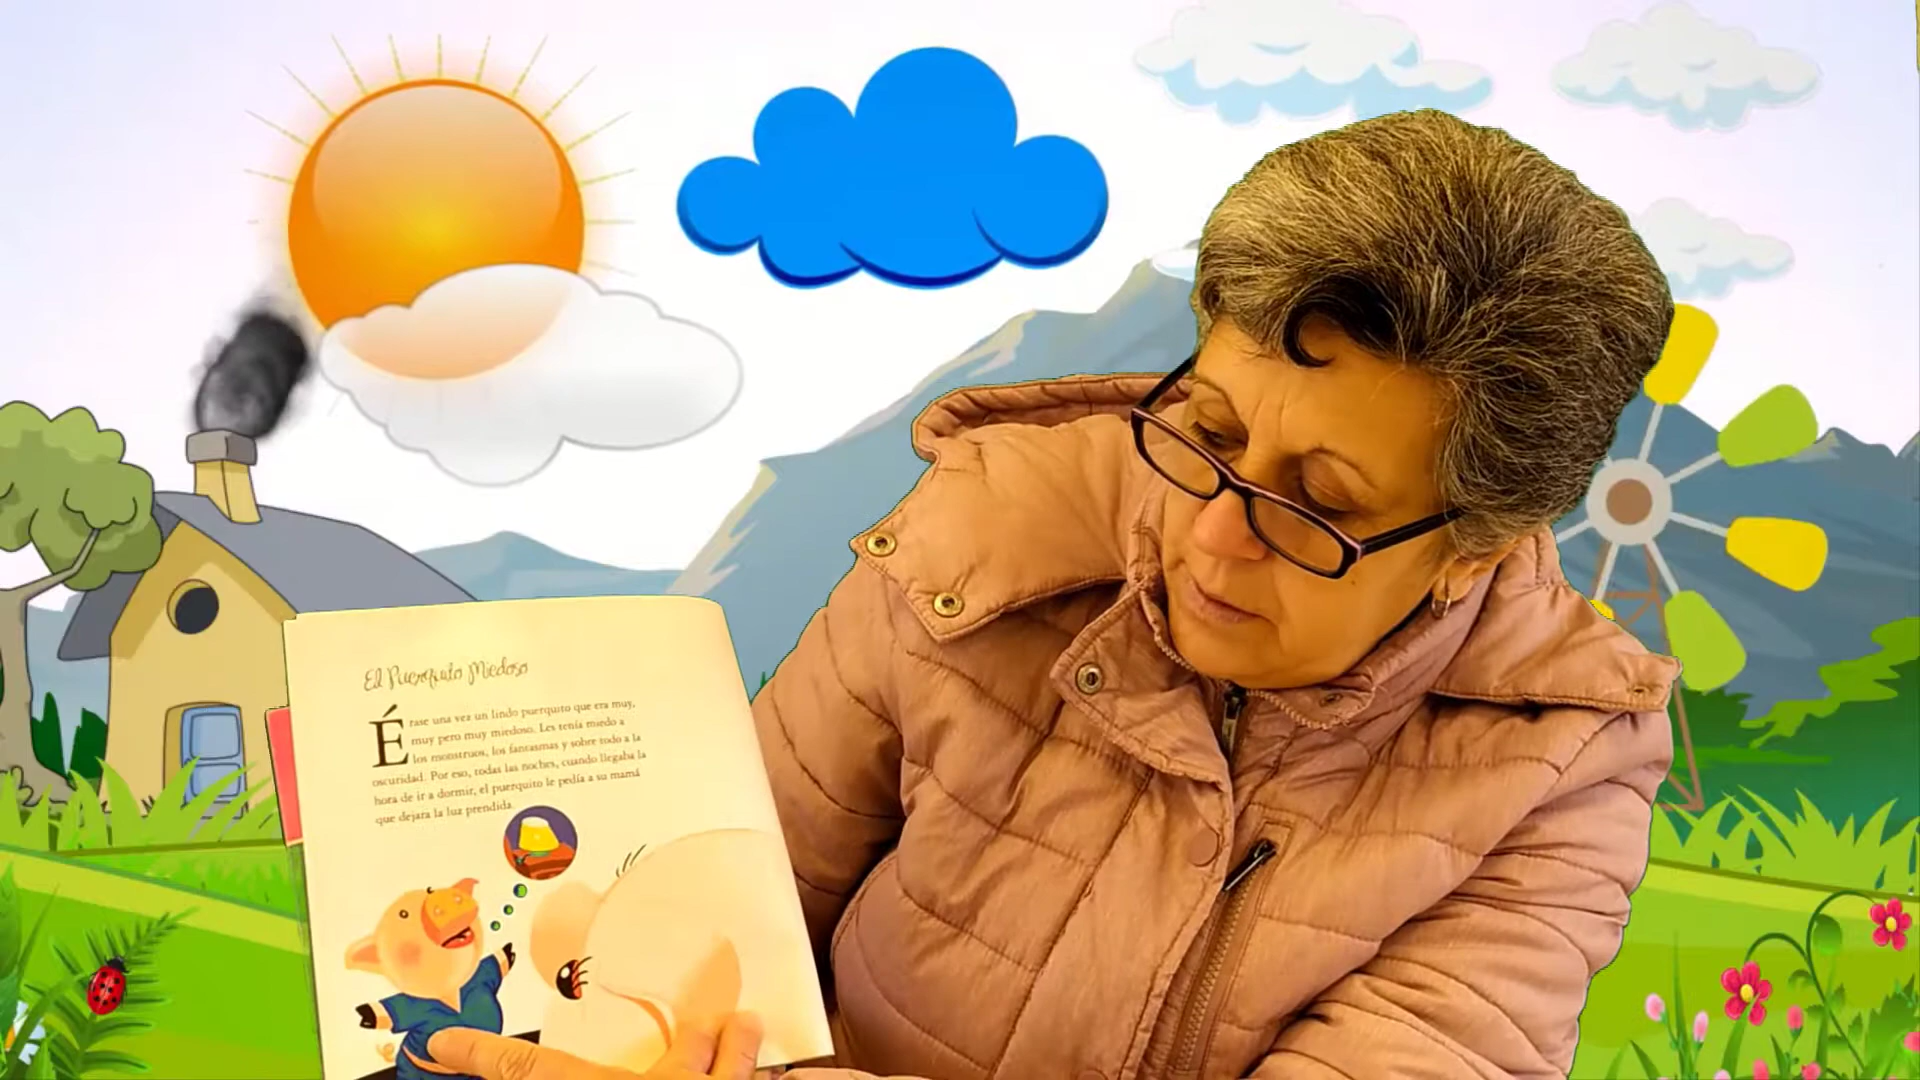 El Puerquito Miedoso
Érase una vez un lindo puerquito que era muy,
muy pero muy miedoso. Les tenía miedo a
los monstruos, los fantasmas y sobre todo a la
oscuridad. Por eso, todas las noches, cuando llegaba la
hora de ir a dormir, el puerquito le pedía a su mamá
que dejara la luz prendida.